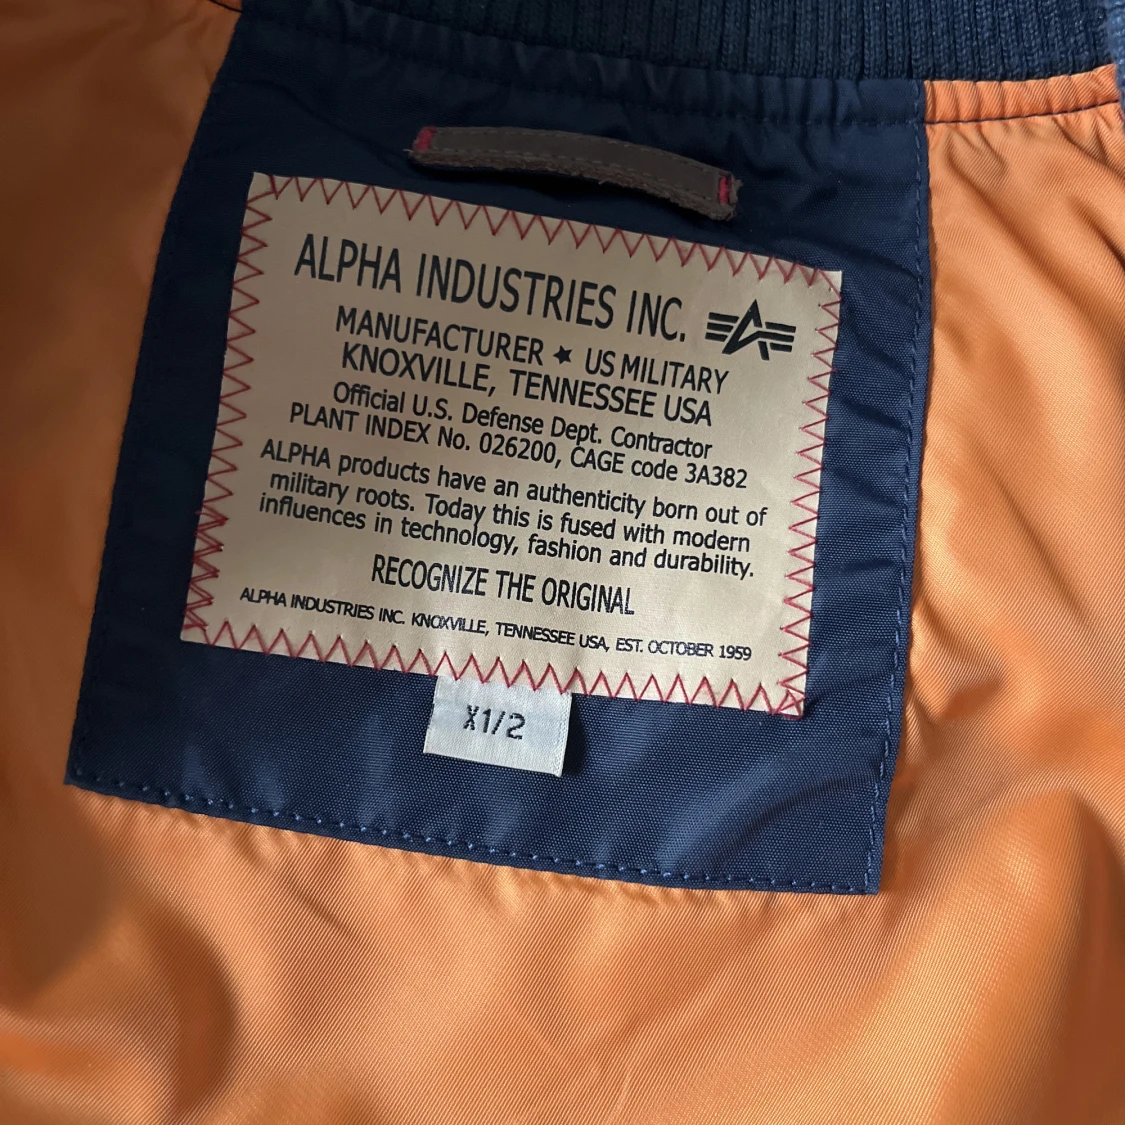 ALPHA INDUSTRIES INC.
MANUFACTURER ★ US MILITARY
KNOXVILLE, TENNESSEE USA
Official U.S. Defense Dept. Contractor
PLANT INDEX No. 026200, CAGE code 3A382
ALPHA products have an authenticity born out of
military roots. Today this is fused with modern
influences in technology, fashion and durability.
RECOGNIZE THE ORIGINAL
ALPHA INDUSTRIES INC. KNOXVILLE, TENNESSEE USA, EST. OCTOBER 1959
X1/2